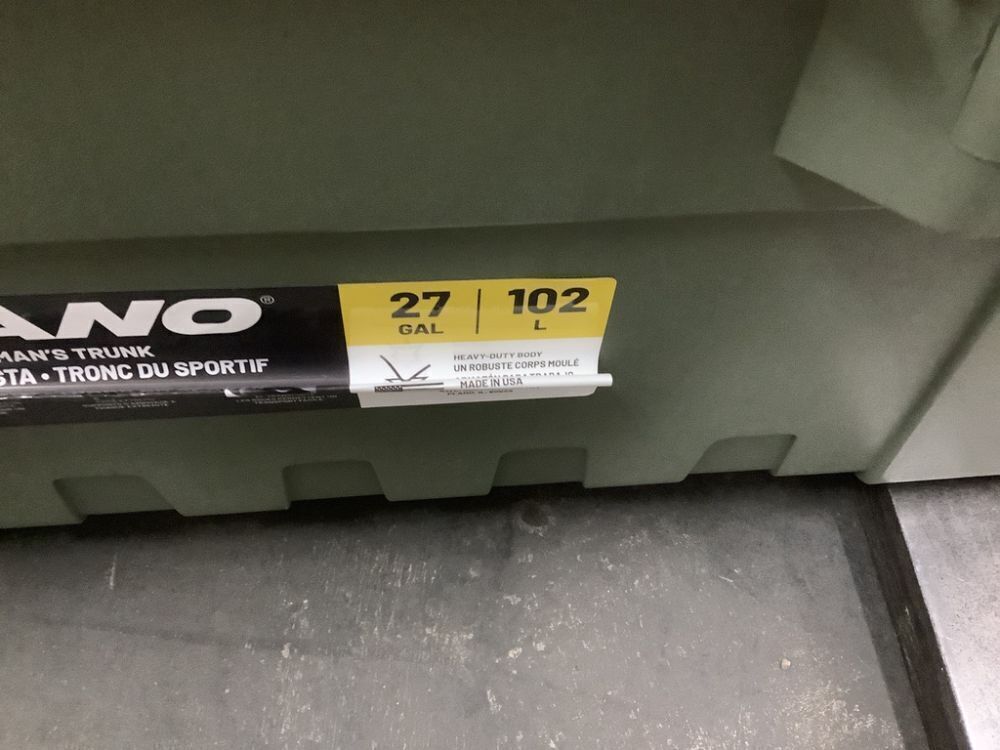 ANO®
MAN'S TRUNK
STA • TRONC DU SPORTIF
27 | 102
GAL L
HEAVY-DUTY BODY
UN ROBUSTE CORPS MOULÉ
MADE IN USA